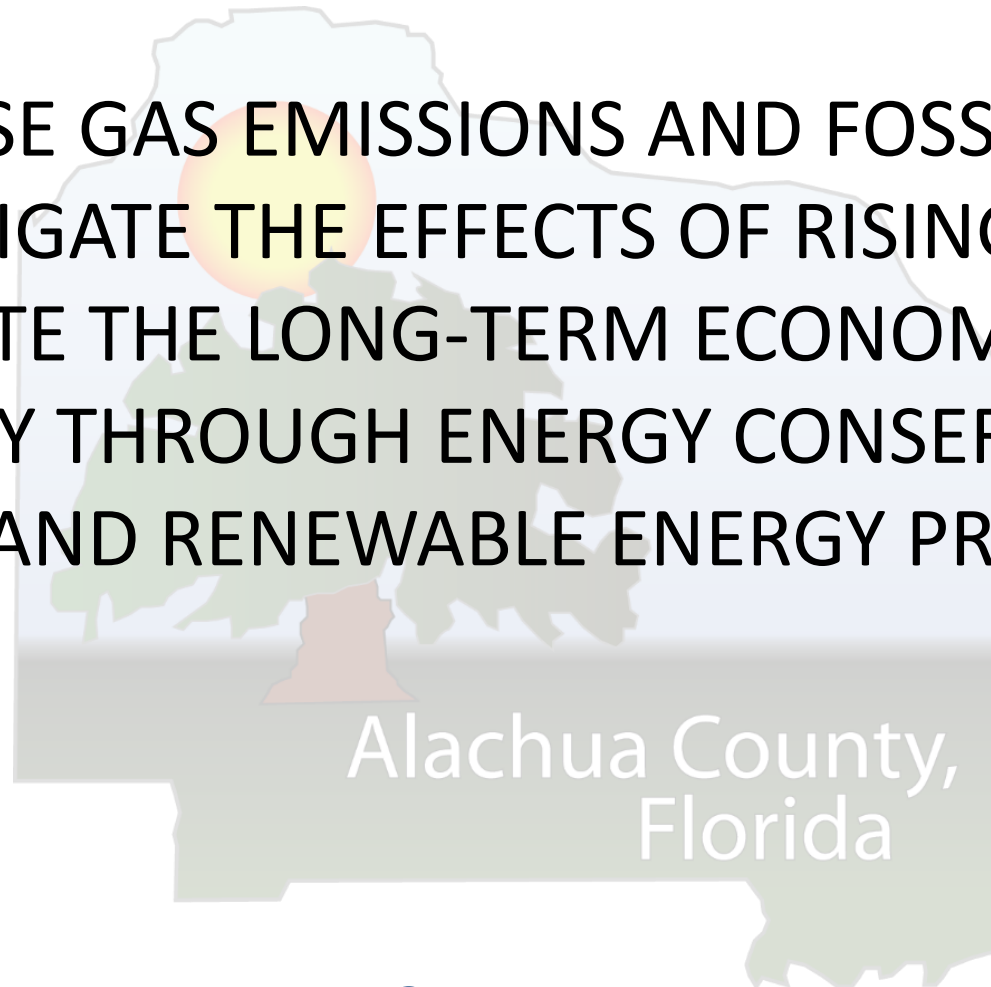 SE GAS EMISSIONS AND FOSS
IGATE THE EFFECTS OF RISING
TE THE LONG-TERM ECONOM
Y THROUGH ENERGY CONSER
AND RENEWABLE ENERGY PR
Alachua County,
Florida